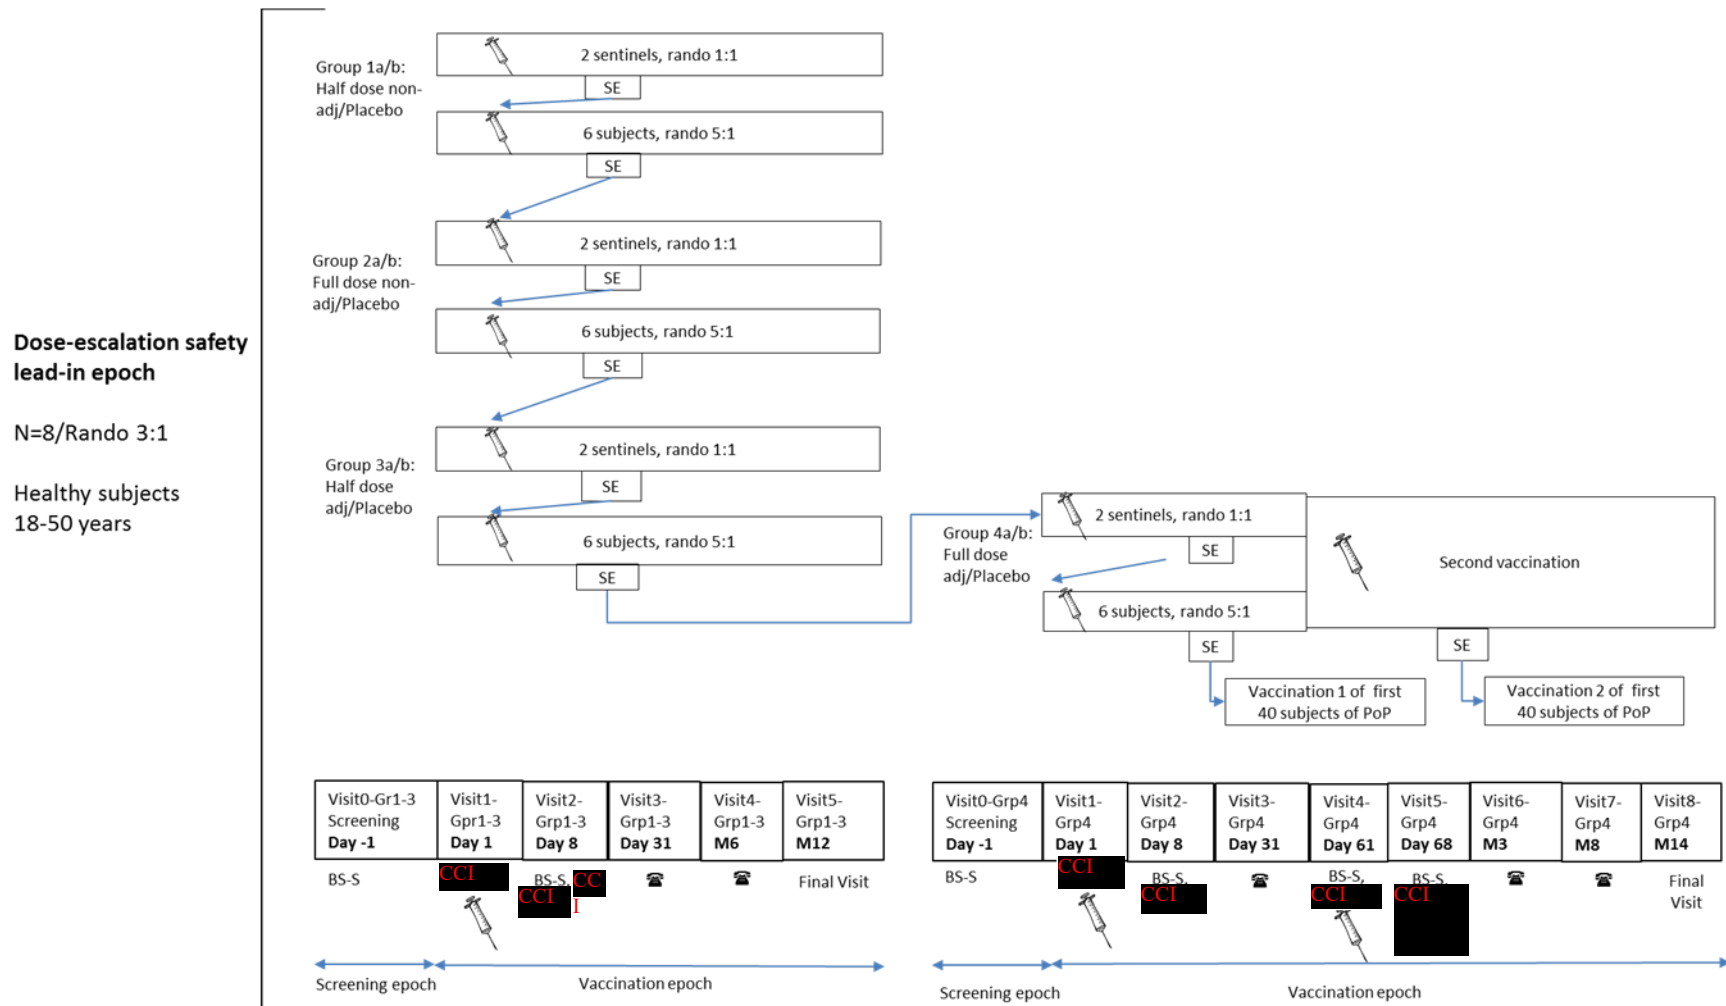 Dose-escalation safety
lead-in epoch
N=8/Rando 3:1
Healthy subjects
18-50 years
Group 1a/b:
Half dose non-
adj/Placebo
2 sentinels, rando 1:1
SE
6 subjects, rando 5:1
SE
Group 2a/b:
Full dose non-
adj/Placebo
2 sentinels, rando 1:1
SE
6 subjects, rando 5:1
SE
Group 3a/b:
Half dose
adj/Placebo
2 sentinels, rando 1:1
SE
6 subjects, rando 5:1
SE
Group 4a/b:
Full dose
adj/Placebo
2 sentinels, rando 1:1
SE
6 subjects, rando 5:1
SE
Second vaccination
SE
Vaccination 1 of first
40 subjects of PoP
Vaccination 2 of first
40 subjects of PoP
Visit0-Gr1-3
Screening
Day -1
Visit1-
Gpr1-3
Day 1
Visit2-
Grp1-3
Day 8
Visit3-
Grp1-3
Day 31
Visit4-
Grp1-3
M6
Visit5-
Grp1-3
M12
BS-S
CCI
BS-S, CC
CCI I
Final Visit
Screening epoch
Vaccination epoch
Visit0-Grp4
Screening
Day -1
Visit1-
Grp4
Day 1
Visit2-
Grp4
Day 8
Visit3-
Grp4
Day 31
Visit4-
Grp4
Day 61
Visit5-
Grp4
Day 68
Visit6-
Grp4
M3
Visit7-
Grp4
M8
Visit8-
Grp4
M14
BS-S
CCI
BS-S,
CCI
BS-S,
CCI
BS-S,
CCI
Final
Visit
Screening epoch
Vaccination epoch